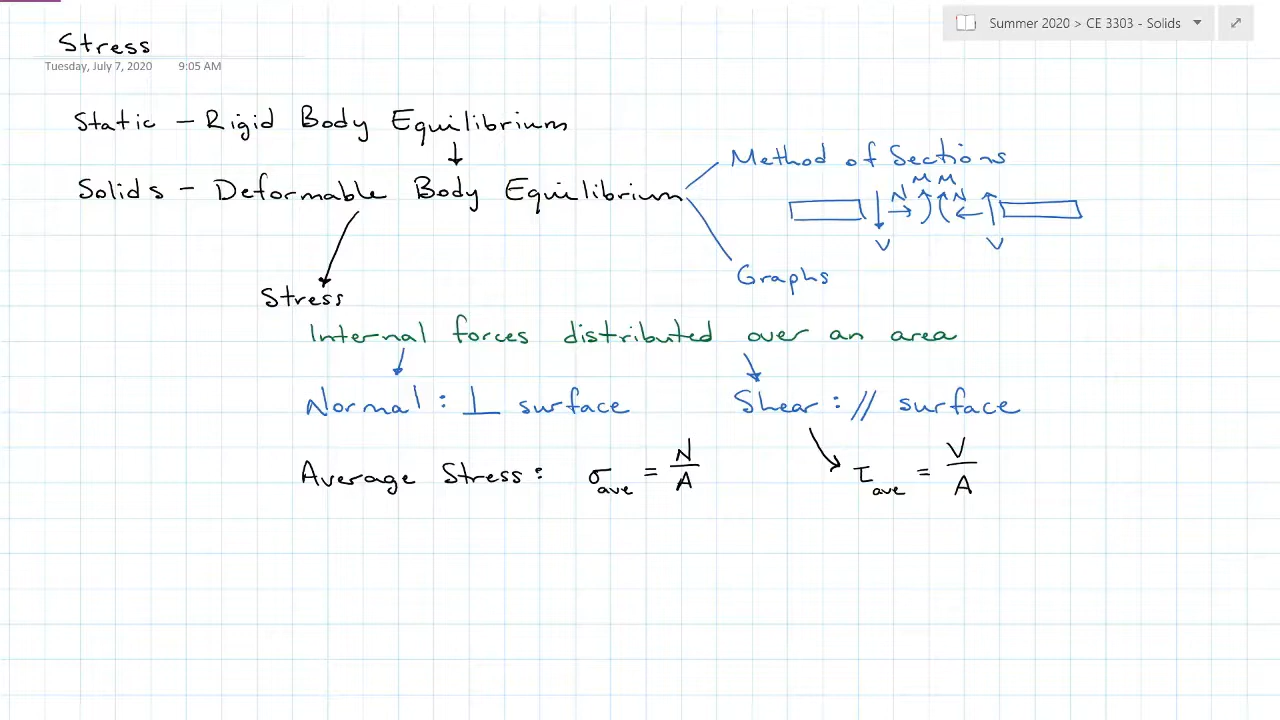 Summer 2020 > CE 3303 - Solids
Stress
Tuesday, July 7, 2020 9:05 AM
Static - Rigid Body Equilibrium
Method of Sections
Solids - Deformable Body Equilibrium
N M M N
V V
Graphs
Stress
Internal forces distributed over an area
Normal : ⊥ surface Shear : // surface
Average Stress : σave = N/A τave = V/A